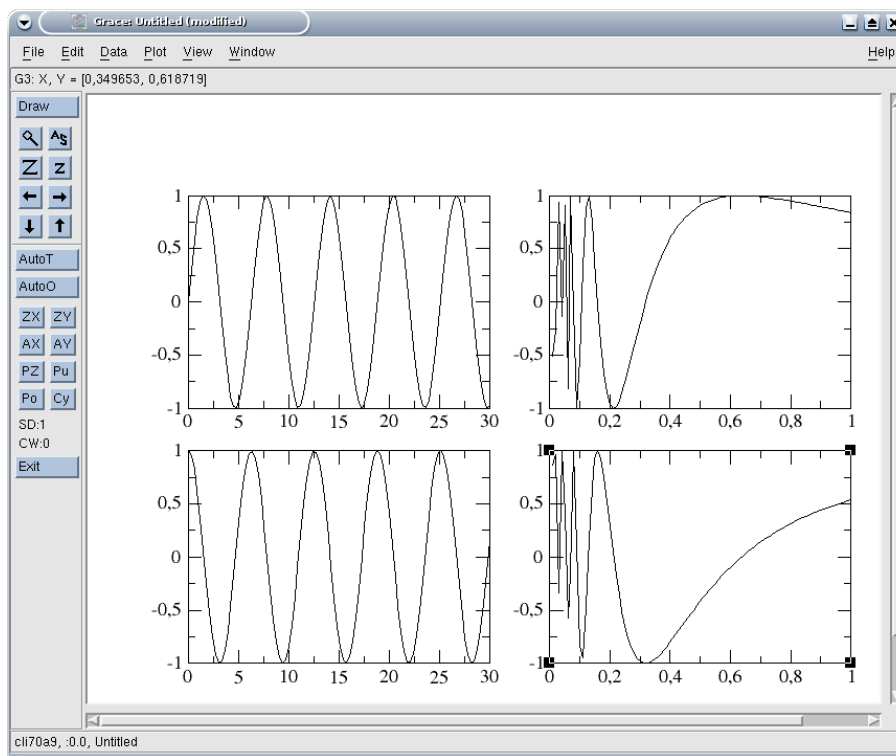 Grace: Untitled (modified)
File Edit Data Plot View Window Help
G3: X, Y = [0,349653, 0,618719]
Draw
A S
Z z
AutoT
AutoO
ZX ZY
AX AY
PZ Pu
Po Cy
SD:1
CW:0
Exit
1
0,5
0
-0,5
-1
0 5 10 15 20 25 30
1
0,5
0
-0,5
-1
0 0,2 0,4 0,6 0,8 1
1
0,5
0
-0,5
-1
0 5 10 15 20 25 30
1
0,5
0
-0,5
-1
0 0,2 0,4 0,6 0,8 1
cli70a9, :0.0, Untitled